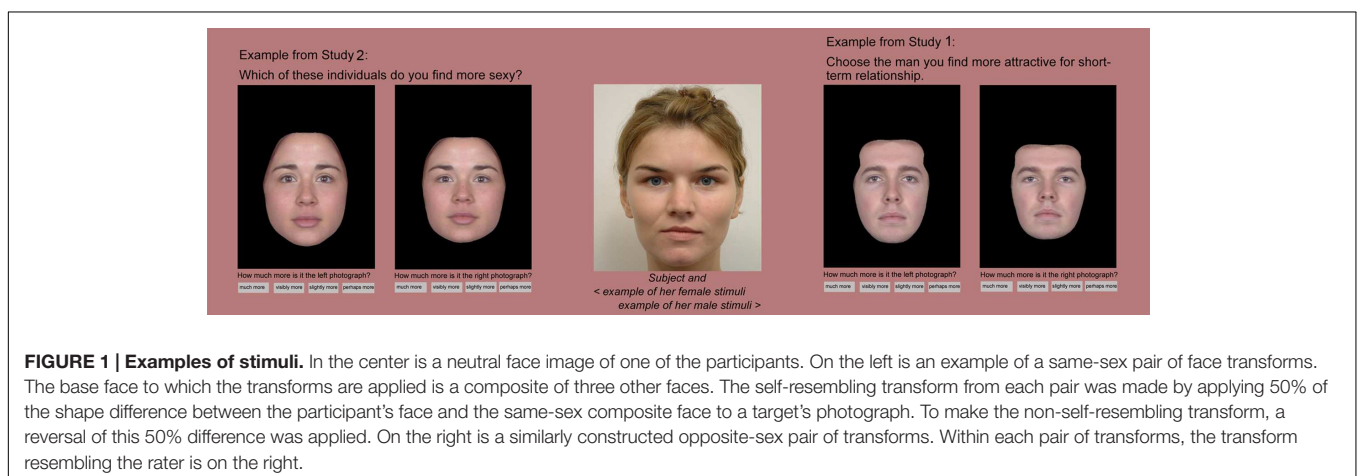 Example from Study 2:
Which of these individuals do you find more sexy?
How much more is it the left photograph?
much more visibly more slightly more perhaps more
How much more is it the right photograph?
much more visibly more slightly more perhaps more
Subject and
< example of her female stimuli
example of her male stimuli >
Example from Study 1:
Choose the man you find more attractive for short-
term relationship.
How much more is it the left photograph?
much more visibly more slightly more perhaps more
How much more is it the right photograph?
much more visibly more slightly more perhaps more
FIGURE 1 | Examples of stimuli. In the center is a neutral face image of one of the participants. On the left is an example of a same-sex pair of face transforms.
The base face to which the transforms are applied is a composite of three other faces. The self-resembling transform from each pair was made by applying 50% of
the shape difference between the participant's face and the same-sex composite face to a target's photograph. To make the non-self-resembling transform, a
reversal of this 50% difference was applied. On the right is a similarly constructed opposite-sex pair of transforms. Within each pair of transforms, the transform
resembling the rater is on the right.